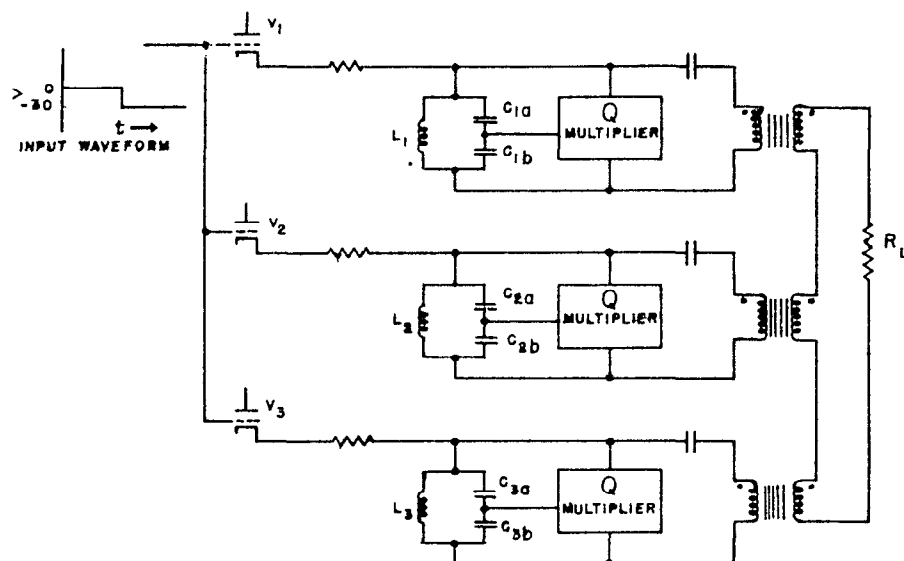 V1
>
0
-30
t →
INPUT WAVEFORM
L1
C1a
C1b
Q
MULTIPLIER
V2
L2
C2a
C2b
Q
MULTIPLIER
RL
V3
L3
C3a
C3b
Q
MULTIPLIER